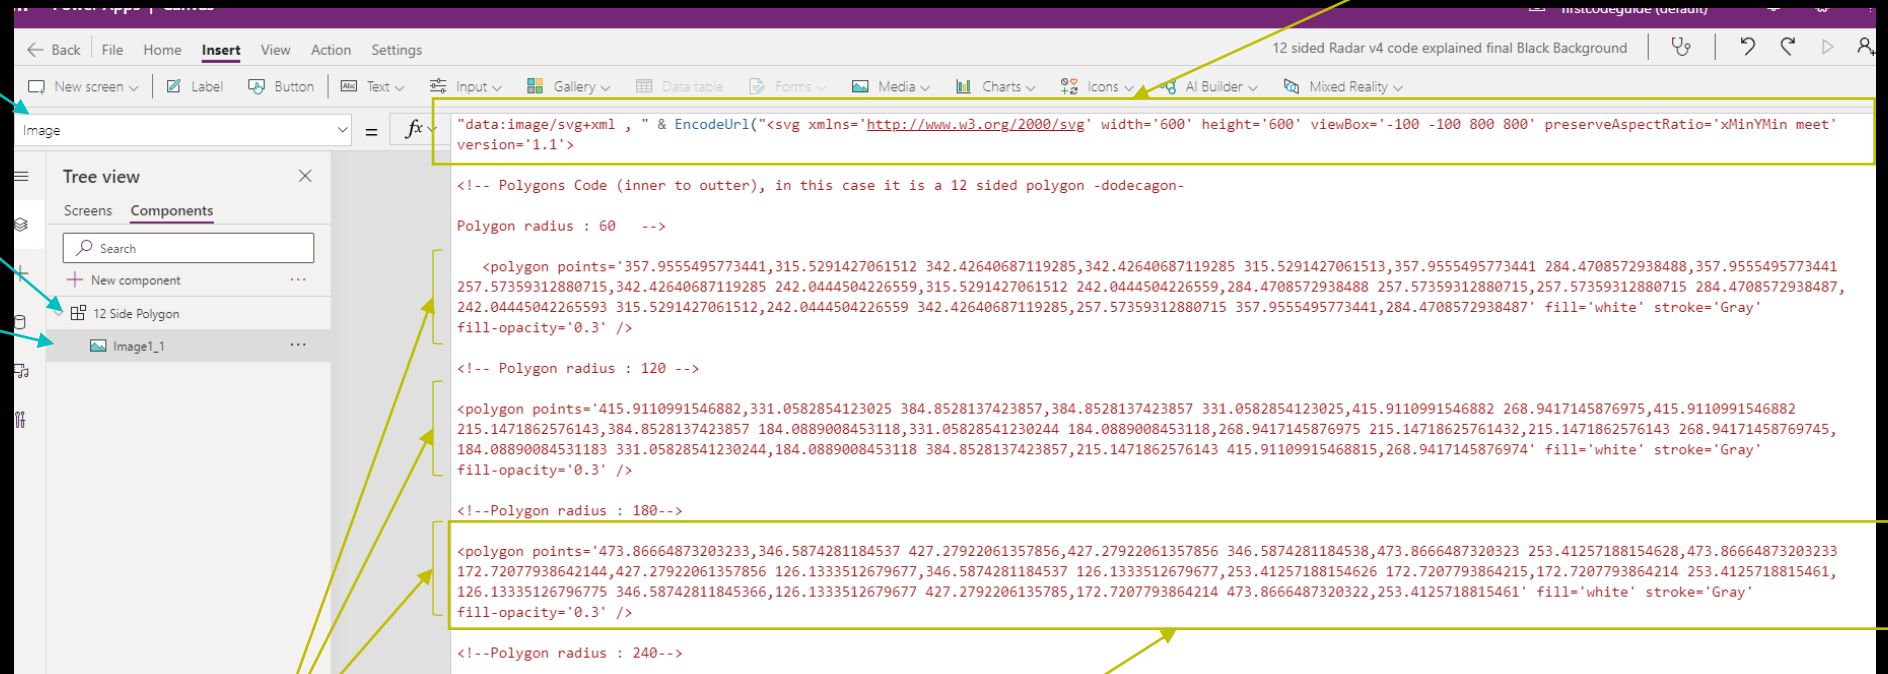 Power Apps | Canvas
firstcodeguide (default)
Back File Home Insert View Action Settings
12 sided Radar v4 code explained final Black Background
New screen Label Button Text Input Gallery Data table Forms Media Charts Icons AI Builder Mixed Reality
Image
= fx
"data:image/svg+xml , " & EncodeUrl("<svg xmlns='http://www.w3.org/2000/svg' width='600' height='600' viewBox='-100 -100 800 800' preserveAspectRatio='xMinYMin meet'
version='1.1'>
Tree view
Screens Components
Search
New component
12 Side Polygon
Image1_1
<!-- Polygons Code (inner to outter), in this case it is a 12 sided polygon -dodecagon-
Polygon radius : 60 -->
<polygon points='357.9555495773441,315.5291427061512 342.42640687119285,342.42640687119285 315.5291427061513,357.9555495773441 284.4708572938488,357.9555495773441
257.57359312880715,342.42640687119285 242.0444504226559,315.5291427061512 242.0444504226559,284.4708572938488 257.57359312880715,257.57359312880715 284.4708572938487,
242.04445042265593 315.5291427061512,242.0444504226559 342.42640687119285,257.57359312880715 357.9555495773441,284.4708572938487' fill='white' stroke='Gray'
fill-opacity='0.3' />
<!-- Polygon radius : 120 -->
<polygon points='415.9110991546882,331.0582854123025 384.8528137423857,384.8528137423857 331.0582854123025,415.9110991546882 268.9417145876975,415.9110991546882
215.1471862576143,384.8528137423857 184.0889008453118,331.05828541230244 184.0889008453118,268.9417145876975 215.14718625761432,215.1471862576143 268.94171458769745,
184.08890084531183 331.05828541230244,184.0889008453118 384.8528137423857,215.1471862576143 415.91109915468815,268.9417145876974' fill='white' stroke='Gray'
fill-opacity='0.3' />
<!--Polygon radius : 180-->
<polygon points='473.86664873203233,346.5874281184537 427.27922061357856,427.27922061357856 346.5874281184538,473.8666487320323 253.41257188154628,473.86664873203233
172.72077938642144,427.27922061357856 126.1333512679677,346.5874281184537 126.1333512679677,253.41257188154626 172.7207793864215,172.7207793864214 253.4125718815461,
126.13335126796775 346.58742811845366,126.1333512679677 427.2792206135785,172.7207793864214 473.8666487320322,253.4125718815461' fill='white' stroke='Gray'
fill-opacity='0.3' />
<!--Polygon radius : 240-->